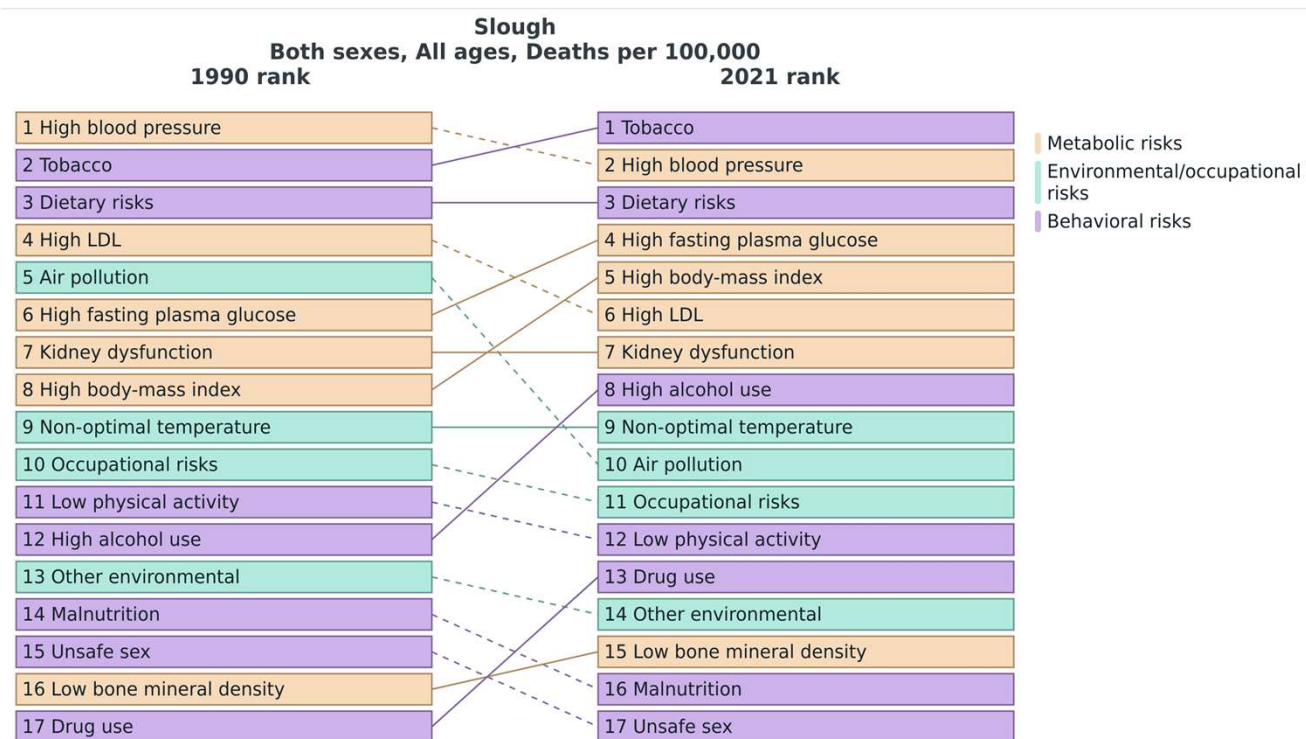 Slough
Both sexes, All ages, Deaths per 100,000
1990 rank
2021 rank
1 High blood pressure
2 Tobacco
3 Dietary risks
4 High LDL
5 Air pollution
6 High fasting plasma glucose
7 Kidney dysfunction
8 High body-mass index
9 Non-optimal temperature
10 Occupational risks
11 Low physical activity
12 High alcohol use
13 Other environmental
14 Malnutrition
15 Unsafe sex
16 Low bone mineral density
17 Drug use
1 Tobacco
2 High blood pressure
3 Dietary risks
4 High fasting plasma glucose
5 High body-mass index
6 High LDL
7 Kidney dysfunction
8 High alcohol use
9 Non-optimal temperature
10 Air pollution
11 Occupational risks
12 Low physical activity
13 Drug use
14 Other environmental
15 Low bone mineral density
16 Malnutrition
17 Unsafe sex
Metabolic risks
Environmental/occupational
risks
Behavioral risks